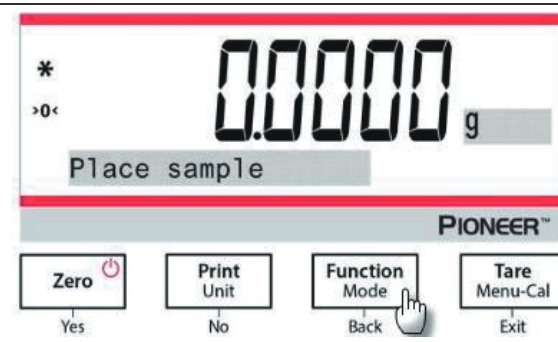 *
>0<
0.0000 g
Place sample
PIONEER™
Zero
Print
Unit
Function
Mode
Tare
Menu-Cal
Yes
No
Back
Exit